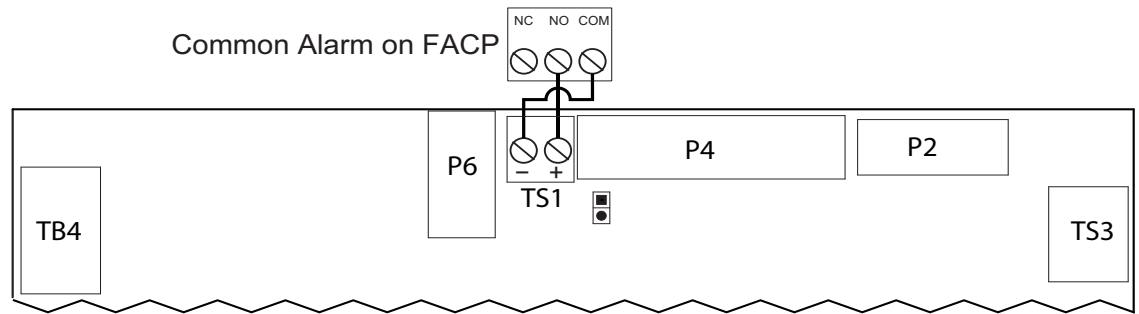 NC NO COM
Common Alarm on FACP
P6
P4
P2
− +
TS1
TB4
TS3